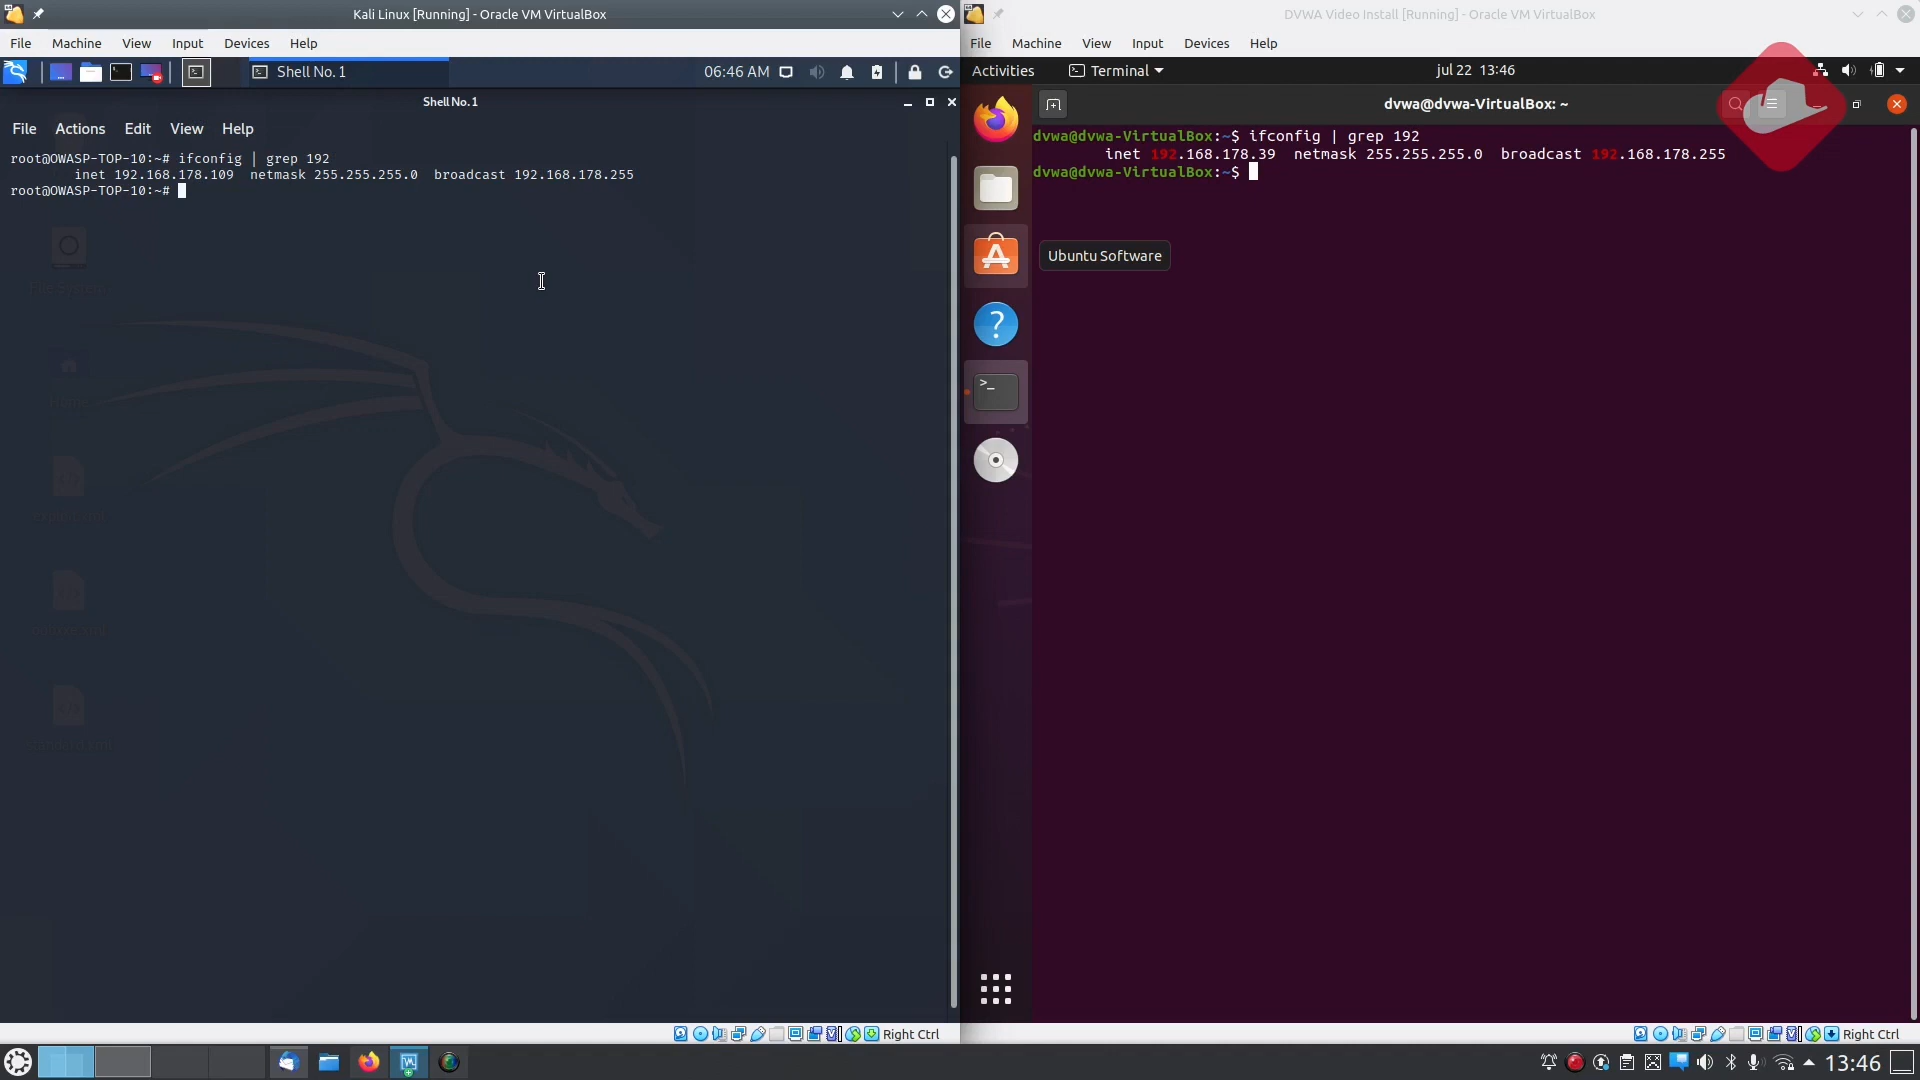 Kali Linux [Running] - Oracle VM VirtualBox
File Machine View Input Devices Help
Shell No. 1
06:46 AM
Shell No. 1
File Actions Edit View Help
root@OWASP-TOP-10:~# ifconfig | grep 192
inet 192.168.178.109 netmask 255.255.255.0 broadcast 192.168.178.255
root@OWASP-TOP-10:~#
File System
Home
Right Ctrl
DVWA Video Install [Running] - Oracle VM VirtualBox
File Machine View Input Devices Help
Activities Terminal jul 22 13:46
dvwa@dvwa-VirtualBox: ~
dvwa@dvwa-VirtualBox:~$ ifconfig | grep 192
inet 192.168.178.39 netmask 255.255.255.0 broadcast 192.168.178.255
dvwa@dvwa-VirtualBox:~$
Ubuntu Software
Right Ctrl
13:46